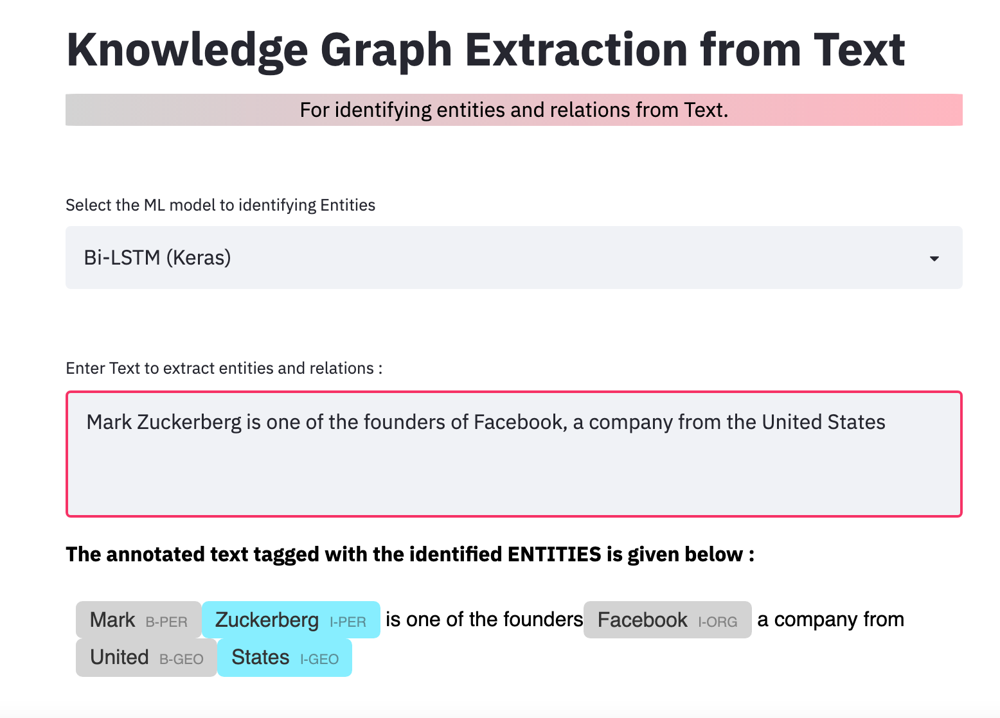 Knowledge Graph Extraction from Text
For identifying entities and relations from Text.
Select the ML model to identifying Entities
Bi-LSTM (Keras)
Enter Text to extract entities and relations :
Mark Zuckerberg is one of the founders of Facebook, a company from the United States
The annotated text tagged with the identified ENTITIES is given below :
Mark B-PER Zuckerberg I-PER is one of the founders Facebook I-ORG a company from
United B-GEO States I-GEO